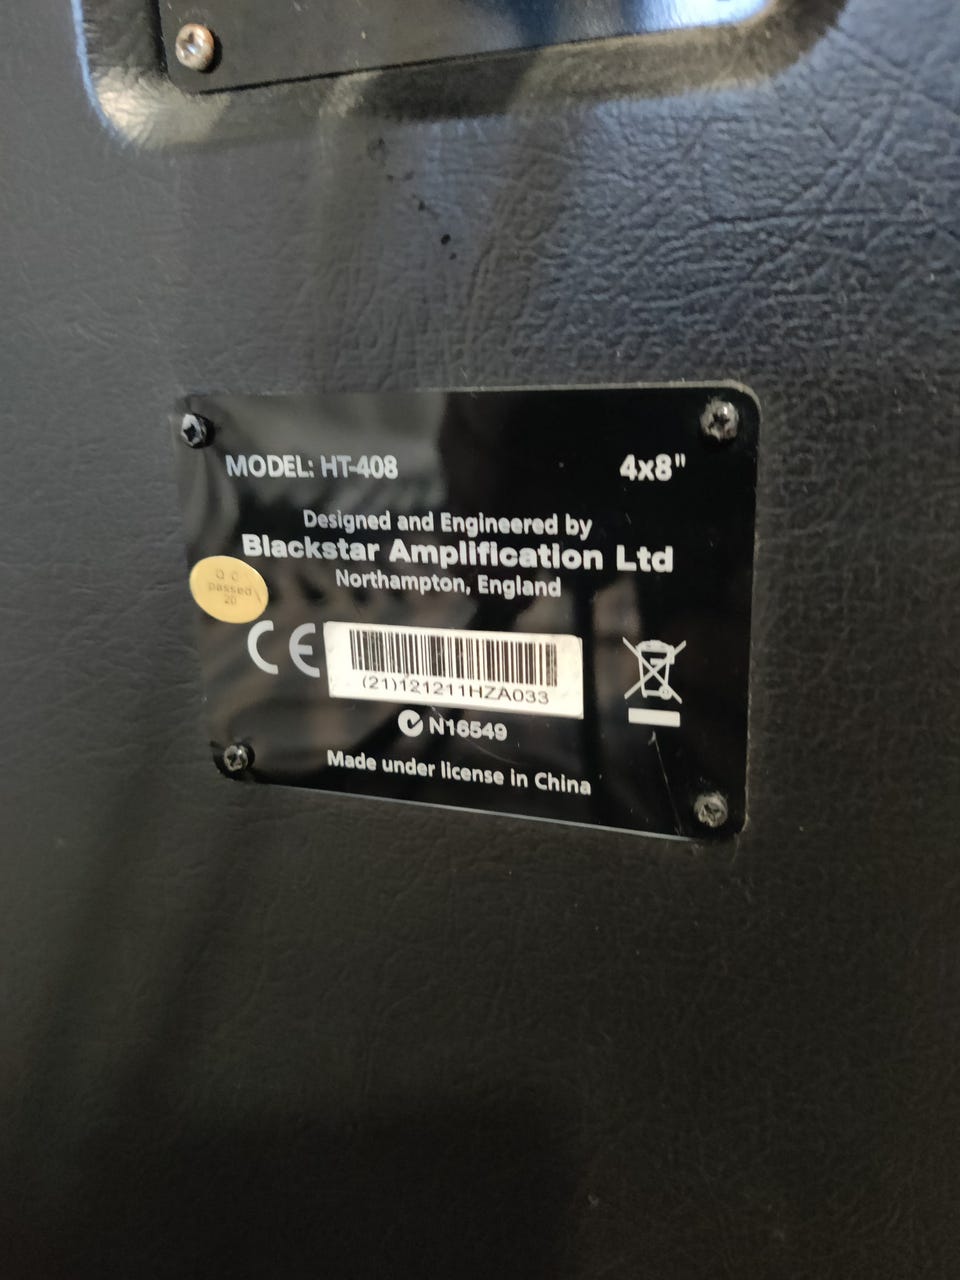 MODEL: HT-408
4x8"
Designed and Engineered by
Blackstar Amplification Ltd
Northampton, England
Q C
passed
20
CE
(21)121211HZA033
N16549
Made under license in China